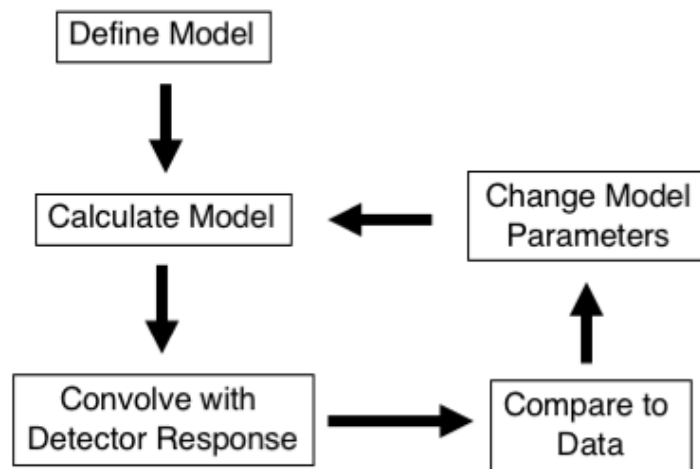 Define Model
Calculate Model
Change Model
Parameters
Convolve with
Detector Response
Compare to
Data